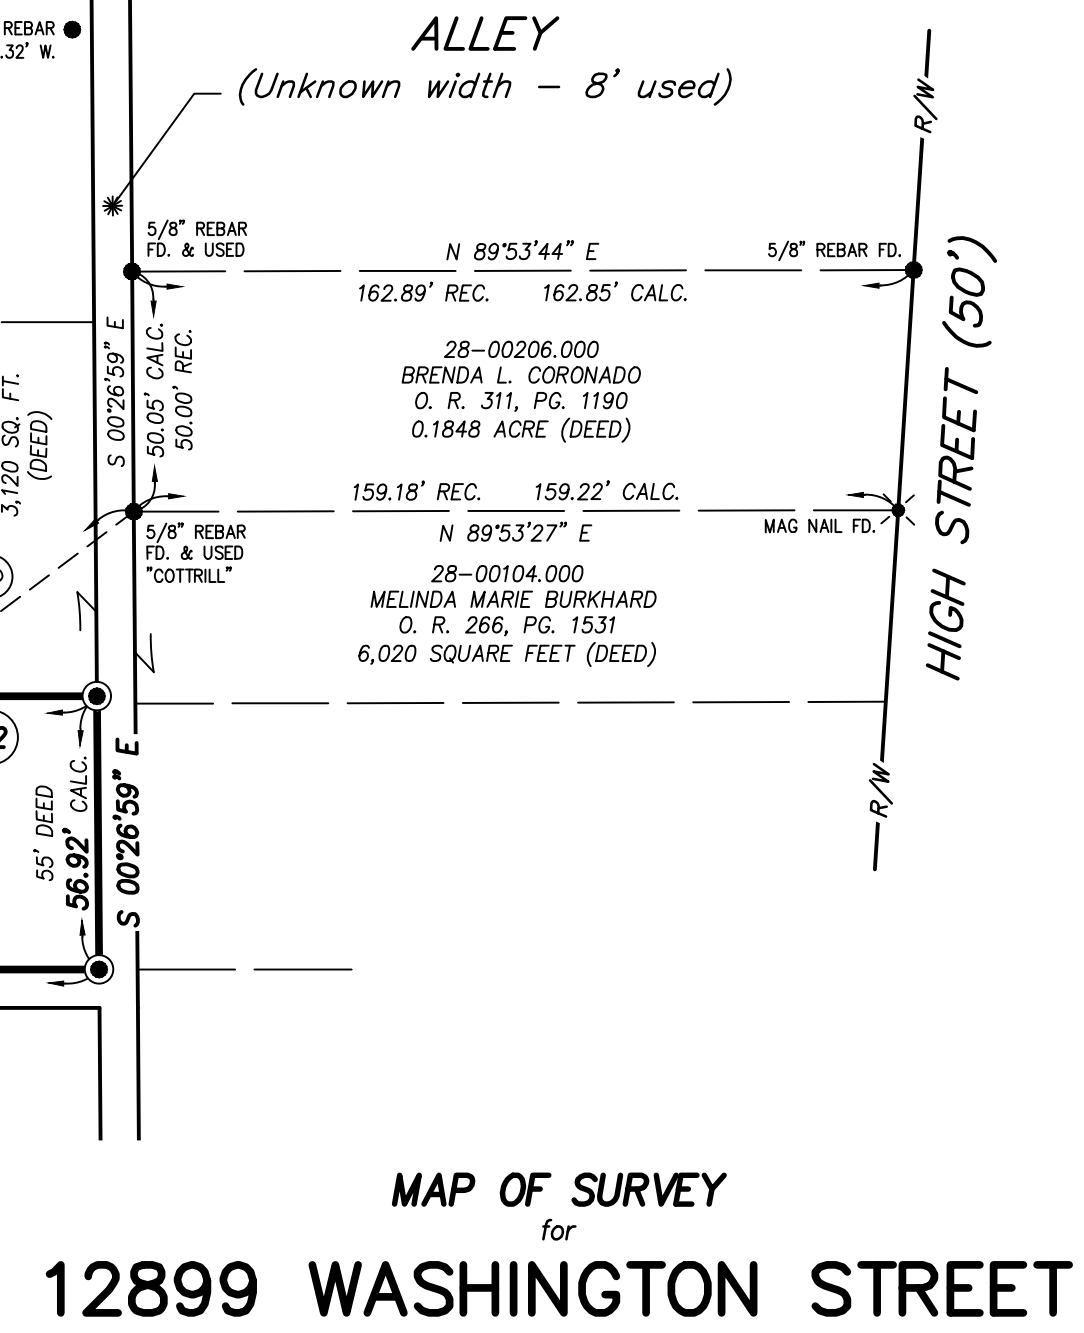 REBAR
.32' W.
ALLEY
(Unknown width – 8' used)
R/W
5/8" REBAR
FD. & USED
N 89°53'44" E
5/8" REBAR FD.
162.89' REC. 162.85' CALC.
HIGH STREET (50')
S 00°26'59" E
50.05' CALC.
50.00' REC.
28–00206.000
BRENDA L. CORONADO
O. R. 311, PG. 1190
0.1848 ACRE (DEED)
3,120 SQ. FT.
(DEED)
159.18' REC. 159.22' CALC.
N 89°53'27" E
MAG NAIL FD.
5/8" REBAR
FD. & USED
"COTTRILL"
28–00104.000
MELINDA MARIE BURKHARD
O. R. 266, PG. 1531
6,020 SQUARE FEET (DEED)
2
55' DEED
56.92' CALC.
S 00°26'59" E
R/W
MAP OF SURVEY
for
12899 WASHINGTON STREET